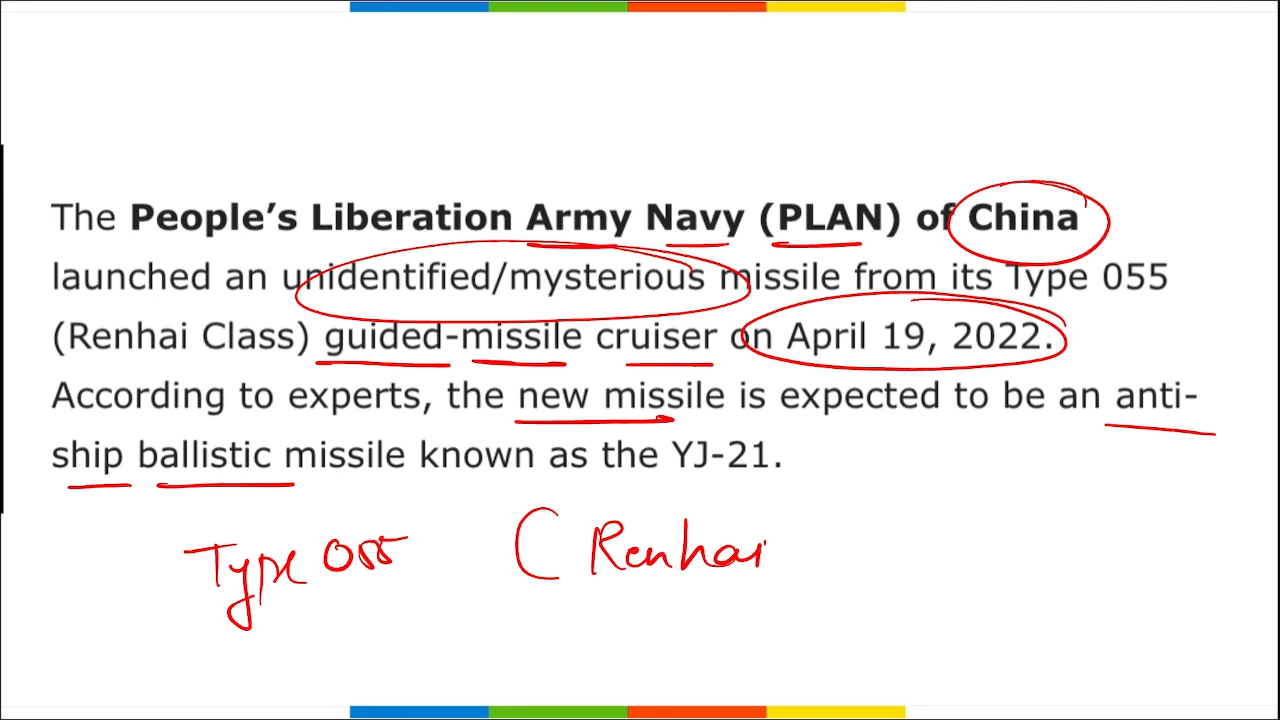 The People’s Liberation Army Navy (PLAN) of China
launched an unidentified/mysterious missile from its Type 055
(Renhai Class) guided-missile cruiser on April 19, 2022.
According to experts, the new missile is expected to be an anti-
ship ballistic missile known as the YJ-21.
Type 055 (Renhai